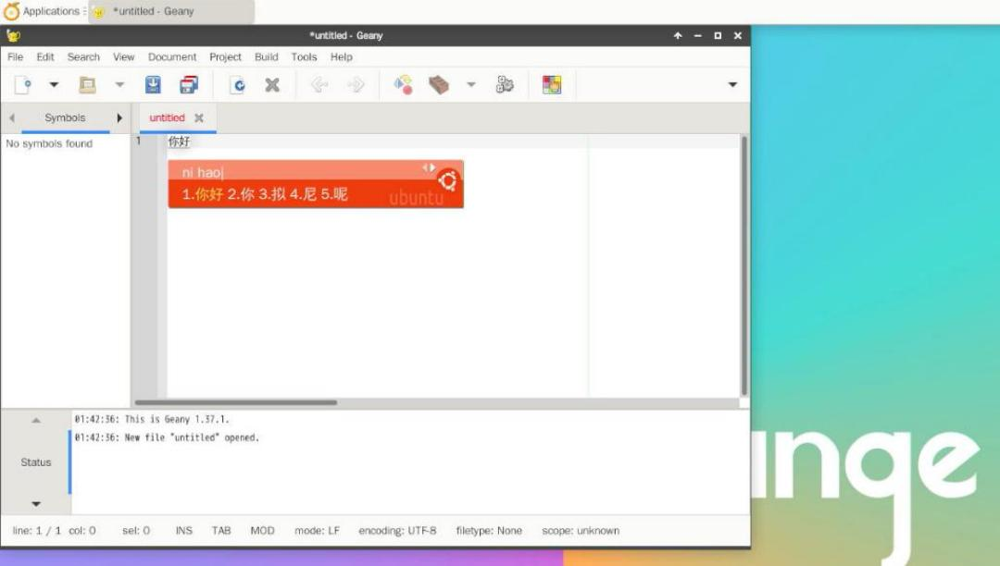 Applications
*untitled - Geany
*untitled - Geany
File Edit Search View Document Project Build Tools Help
Symbols
untitled
No symbols found
1
你好
ni hao
1.你好 2.你 3.拟 4.尼 5.呢
ubuntu
01:42:36: This is Geany 1.37.1.
01:42:36: New file "untitled" opened.
Status
nge
line: 1 / 1 col: 0 sel: 0 INS TAB MOD mode: LF encoding: UTF-8 filetype: None scope: unknown